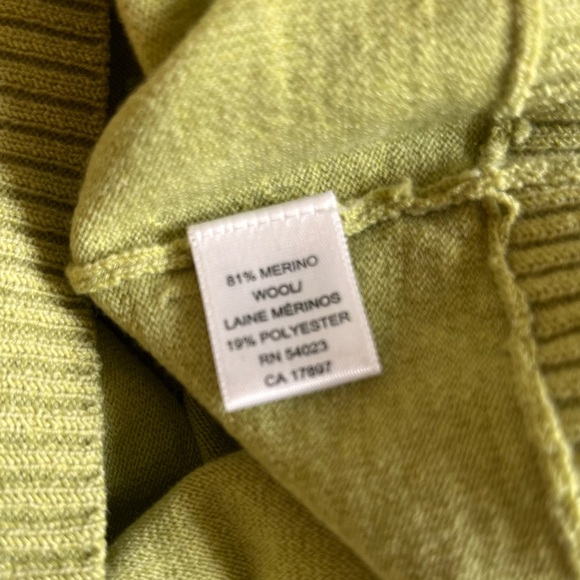 81% MERINO
WOOL/
LAINE MÉRINOS
19% POLYESTER
RN 54023
CA 17897